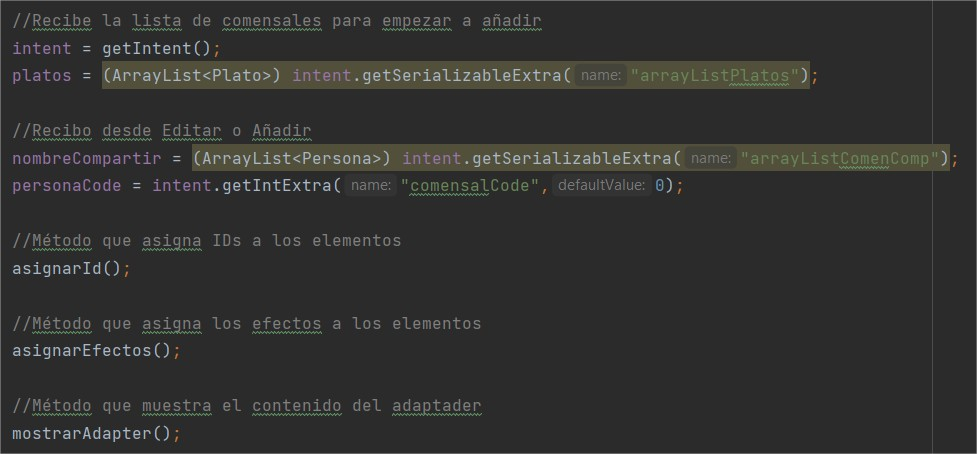 //Recibe la lista de comensales para empezar a añadir
intent = getIntent();
platos = (ArrayList<Plato>) intent.getSerializableExtra( name: "arrayListPlatos");
//Recibo desde Editar o Añadir
nombreCompartir = (ArrayList<Persona>) intent.getSerializableExtra( name: "arrayListComenComp");
personaCode = intent.getIntExtra( name: "comensalCode", defaultValue: 0);
//Método que asigna IDs a los elementos
asignarId();
//Método que asigna los efectos a los elementos
asignarEfectos();
//Método que muestra el contenido del adaptader
mostrarAdapter();